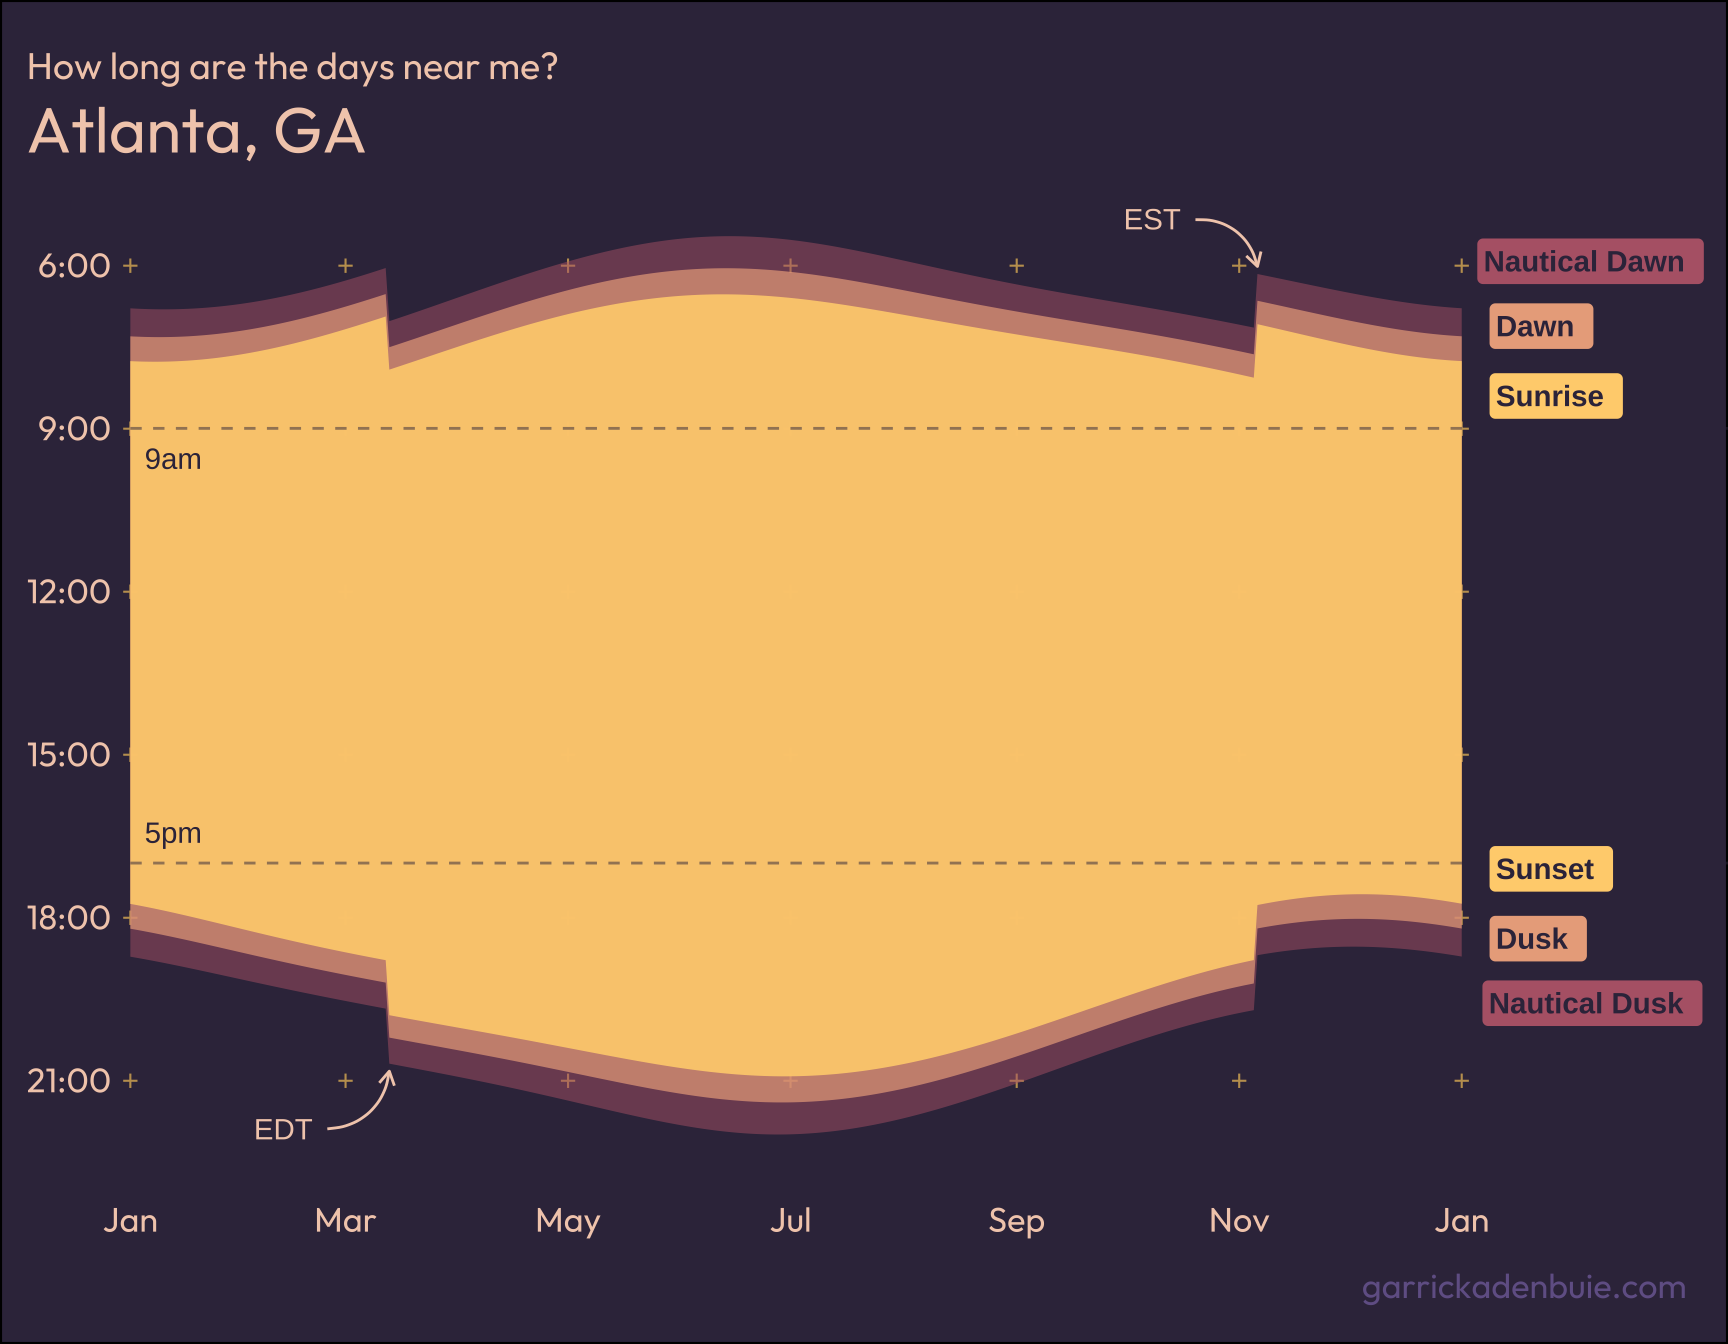 How long are the days near me?
Atlanta, GA
EST
6:00
Nautical Dawn
Dawn
Sunrise
9:00
9am
12:00
15:00
5pm
Sunset
18:00
Dusk
Nautical Dusk
21:00
EDT
Jan Mar May Jul Sep Nov Jan
garrickadenbuie.com